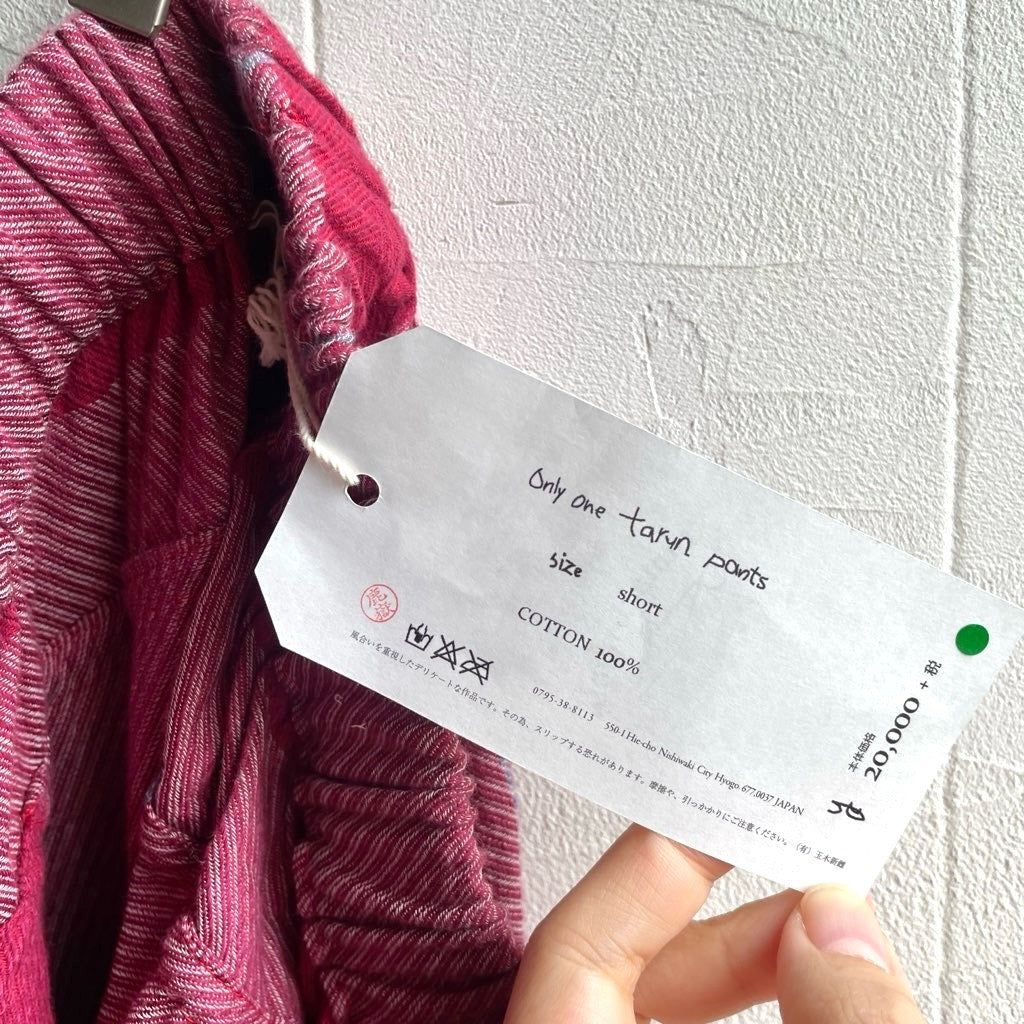 Only one tarun pants
size short
COTTON 100%
0795-38-8113 550-1 Hie-cho Nishiwaki City Hyogo 677.0037 JAPAN
風合いを重視したデリケートな作品です。その為、スリップする恐れがあります。摩擦や、引っかかりにご注意ください。(有)玉木新雌
本体価格
20,000 + 税